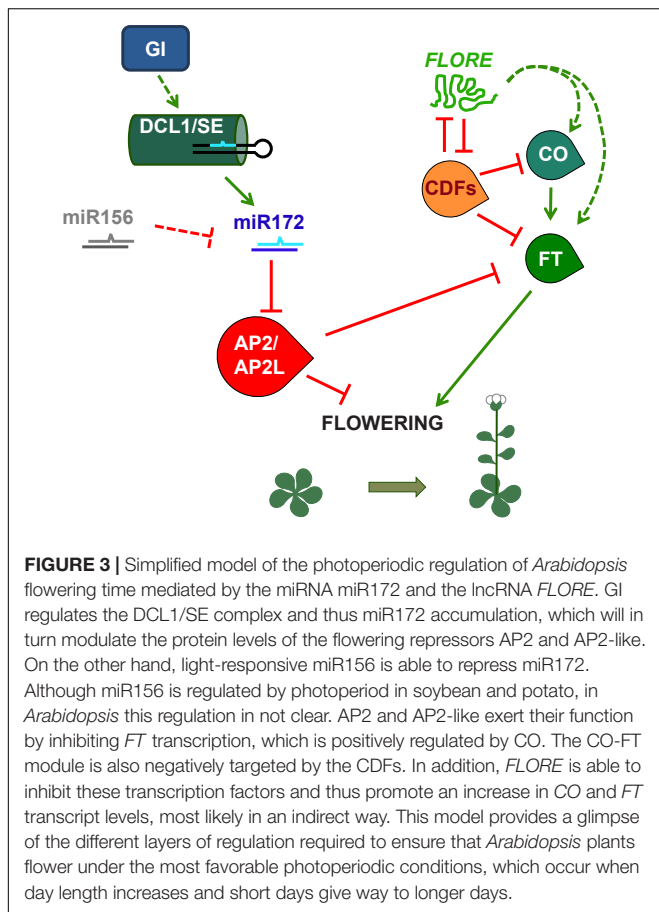 GI
FLORE
DCL1/SE
CO
CDFs
miR156
miR172
FT
AP2/
AP2L
FLOWERING
FIGURE 3 | Simplified model of the photoperiodic regulation of Arabidopsis
flowering time mediated by the miRNA miR172 and the lncRNA FLORE. GI
regulates the DCL1/SE complex and thus miR172 accumulation, which will in
turn modulate the protein levels of the flowering repressors AP2 and AP2-like.
On the other hand, light-responsive miR156 is able to repress miR172.
Although miR156 is regulated by photoperiod in soybean and potato, in
Arabidopsis this regulation in not clear. AP2 and AP2-like exert their function
by inhibiting FT transcription, which is positively regulated by CO. The CO-FT
module is also negatively targeted by the CDFs. In addition, FLORE is able to
inhibit these transcription factors and thus promote an increase in CO and FT
transcript levels, most likely in an indirect way. This model provides a glimpse
of the different layers of regulation required to ensure that Arabidopsis plants
flower under the most favorable photoperiodic conditions, which occur when
day length increases and short days give way to longer days.